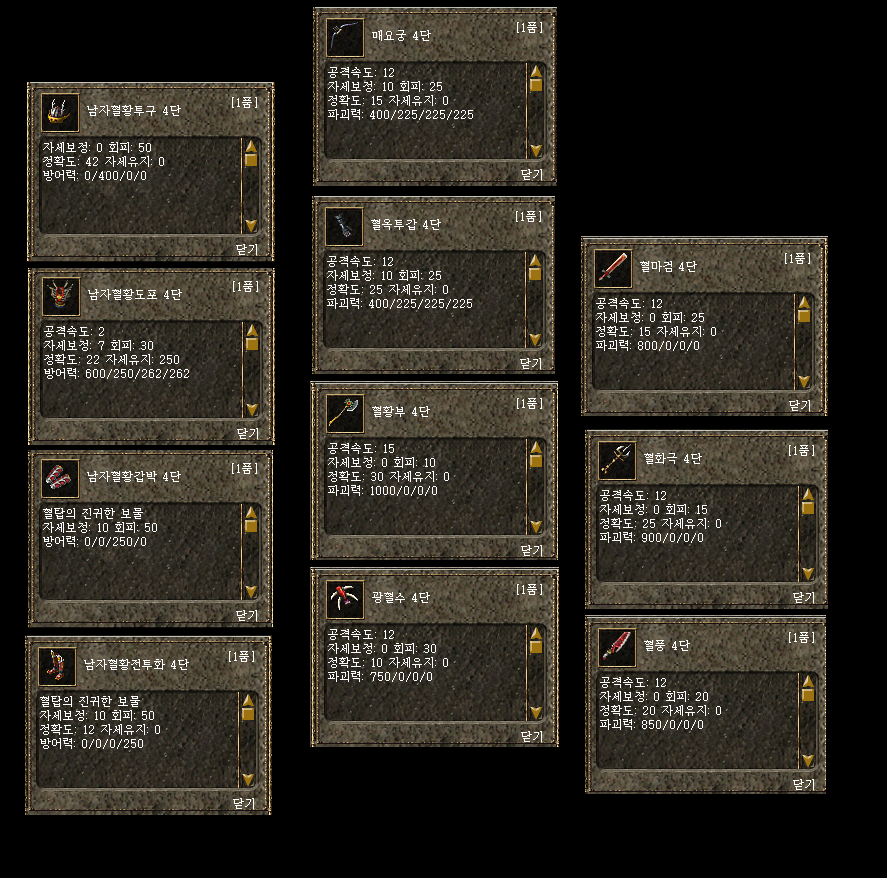 남자혈황투구 4단
[1품]
자세보정: 0 회피: 50
정확도: 42 자세유지: 0
방어력: 0/400/0/0
닫기
남자혈황도포 4단
[1품]
공격속도: 2
자세보정: 7 회피: 30
정확도: 22 자세유지: 250
방어력: 600/250/262/262
닫기
남자혈황갑박 4단
[1품]
혈탑의 진귀한 보물
자세보정: 10 회피: 50
방어력: 0/0/250/0
닫기
남자혈황전투화 4단
[1품]
혈탑의 진귀한 보물
자세보정: 10 회피: 50
정확도: 12 자세유지: 0
방어력: 0/0/0/250
닫기
매요궁 4단
[1품]
공격속도: 12
자세보정: 10 회피: 25
정확도: 15 자세유지: 0
파괴력: 400/225/225/225
닫기
혈옥투갑 4단
[1품]
공격속도: 12
자세보정: 10 회피: 25
정확도: 25 자세유지: 0
파괴력: 400/225/225/225
닫기
혈황부 4단
[1품]
공격속도: 15
자세보정: 0 회피: 10
정확도: 30 자세유지: 0
파괴력: 1000/0/0/0
닫기
광혈수 4단
[1품]
공격속도: 12
자세보정: 0 회피: 30
정확도: 10 자세유지: 0
파괴력: 750/0/0/0
닫기
혈마검 4단
[1품]
공격속도: 12
자세보정: 0 회피: 25
정확도: 15 자세유지: 0
파괴력: 800/0/0/0
닫기
혈화극 4단
[1품]
공격속도: 12
자세보정: 0 회피: 15
정확도: 25 자세유지: 0
파괴력: 900/0/0/0
닫기
혈풍 4단
[1품]
공격속도: 12
자세보정: 0 회피: 20
정확도: 20 자세유지: 0
파괴력: 850/0/0/0
닫기